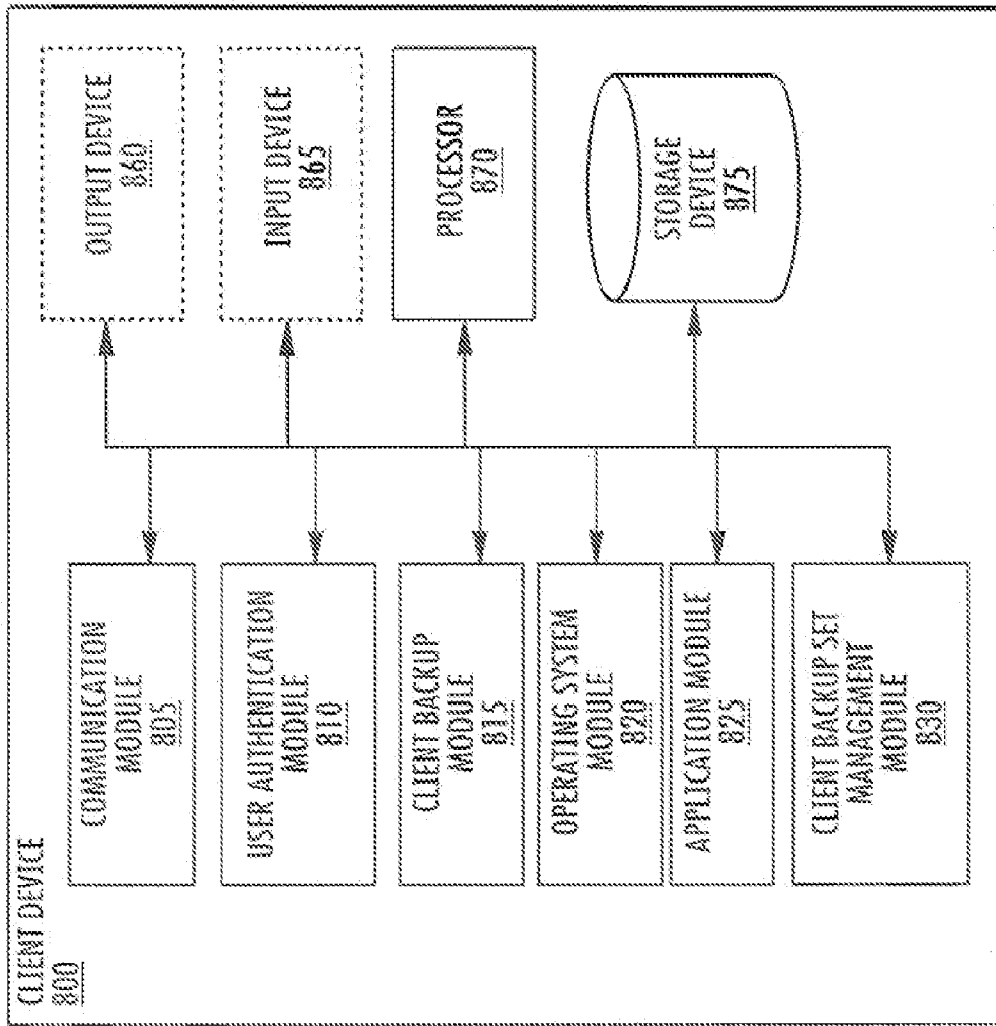 CLIENT DEVICE
800
COMMUNICATION
MODULE
805
USER AUTHENTICATION
MODULE
810
CLIENT BACKUP
MODULE
815
OPERATING SYSTEM
MODULE
820
APPLICATION MODULE
825
CLIENT BACKUP SET
MANAGEMENT
MODULE
830
OUTPUT DEVICE
860
INPUT DEVICE
865
PROCESSOR
870
STORAGE
DEVICE
875